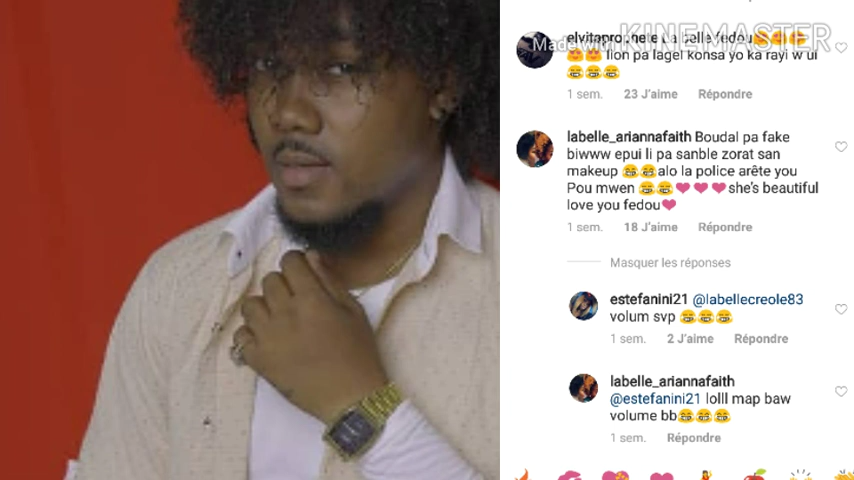 elvitaprophete La belle fedou😍😍😍
Made with KINEMASTER
😍😍 lion pa lagel konsa yo ka rayi w ui
😂😂😂
1 sem. 23 J'aime Répondre
labelle_ariannafaith Boudal pa fake
biwww epui li pa sanble zorat san
makeup 😂😂alo la police arête you
Pou mwen 😂😂❤❤❤she's beautiful
love you fedou❤
1 sem. 18 J'aime Répondre
Masquer les réponses
estefanini21 @labellecreole83
volum svp 😂😂😂
1 sem. 2 J'aime Répondre
labelle_ariannafaith
@estefanini21 lolll map baw
volume bb😂😂😂
1 sem. Répondre